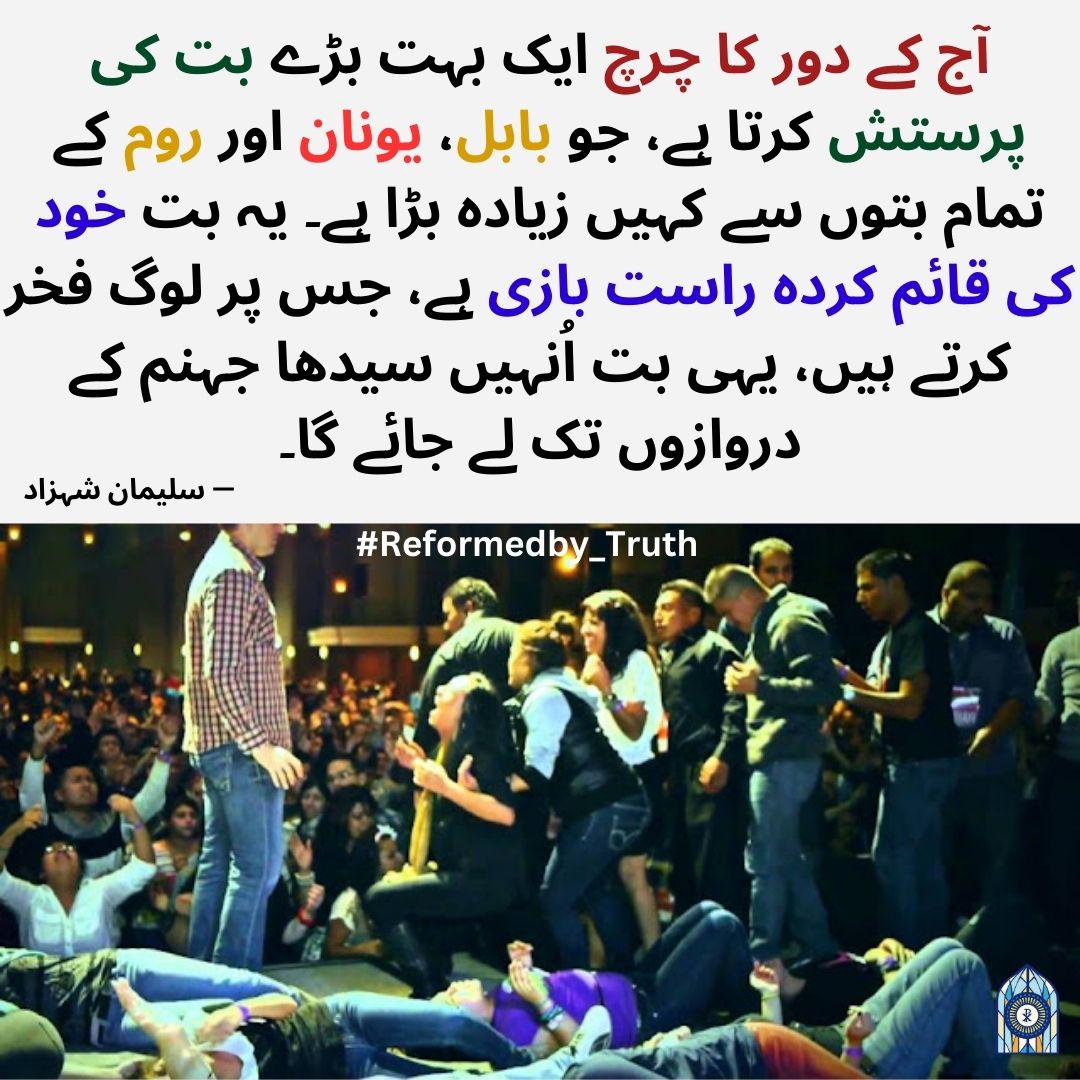 آج کے دور کا چرچ ایک بہت بڑے بت کی
پرستش کرتا ہے، جو بابل، یونان اور روم کے
تمام بتوں سے کہیں زیادہ بڑا ہے۔ یہ بت خود
کی قائم کردہ راست بازی ہے، جس پر لوگ فخر
کرتے ہیں، یہی بت اُنہیں سیدھا جہنم کے
دروازوں تک لے جائے گا۔
– سلیمان شہزاد
#Reformedby_Truth